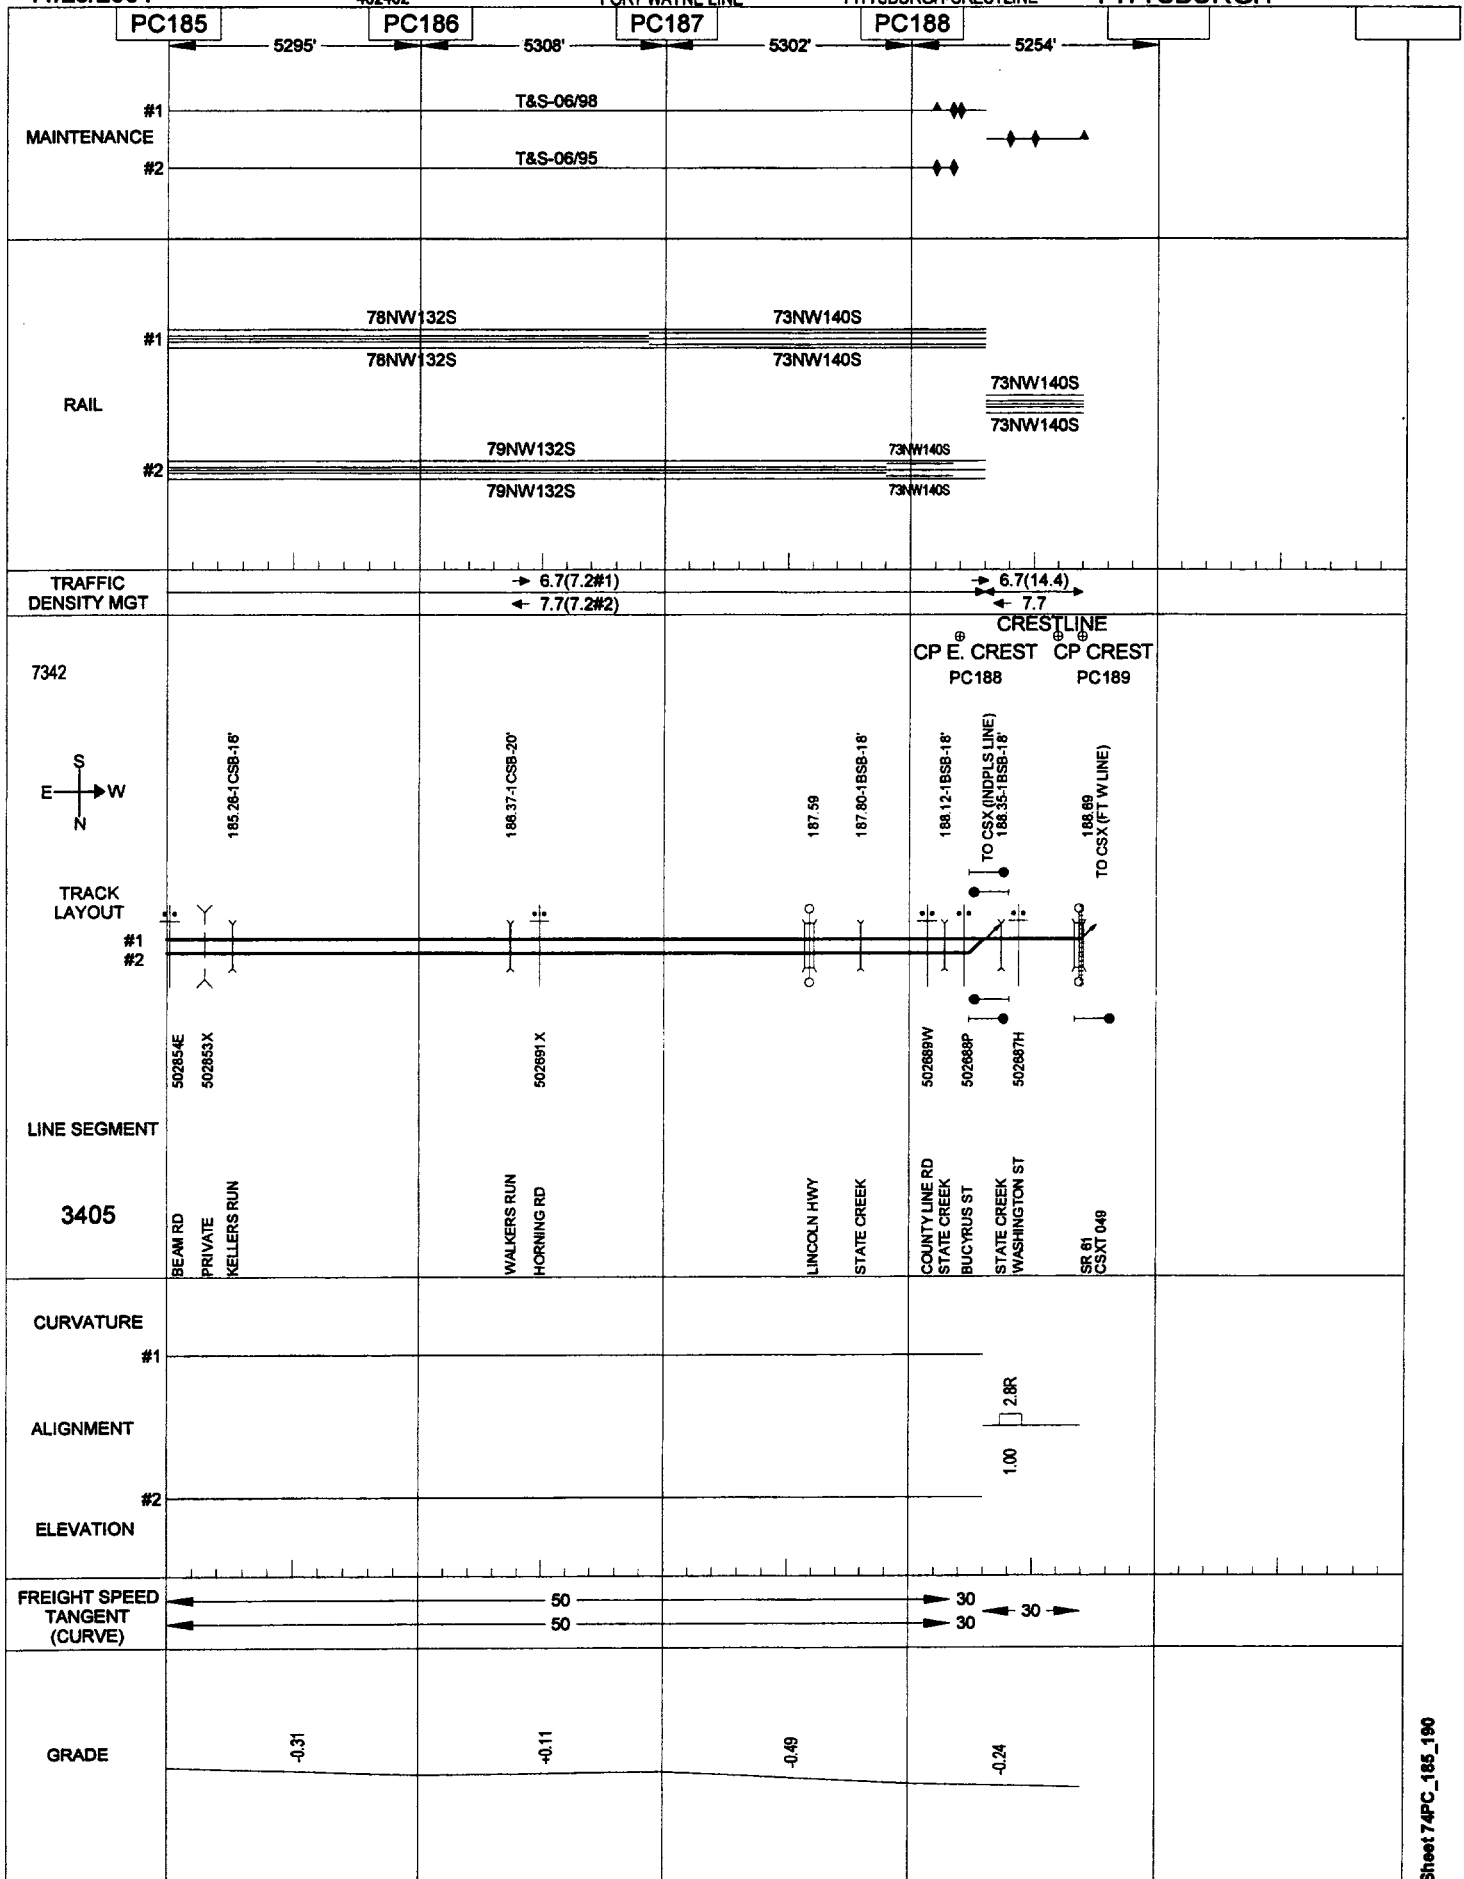 PC185 PC186 PC187 PC188
5295' 5308' 5302' 5254'
#1 T&S-06/98
MAINTENANCE
#2 T&S-06/95
78NW132S 73NW140S
#1
78NW132S 73NW140S
73NW140S
RAIL
73NW140S
79NW132S 73NW140S
#2
79NW132S 73NW140S
TRAFFIC
DENSITY MGT
6.7(7.2#1) 6.7(14.4)
7.7(7.2#2) 7.7
CRESTLINE
CP E. CREST CP CREST
PC188 PC189
7342
S
E W
N
185.26-1CSB-16'
186.37-1CSB-20'
187.59
187.80-1BSB-18'
188.12-1BSB-18'
TO CSX (INDPLS LINE)
188.35-1BSB-18'
188.69
TO CSX (FT W LINE)
TRACK
LAYOUT
#1
#2
502854E
502853X
502691X
502689W
502688P
502687H
LINE SEGMENT
3405
BEAM RD
PRIVATE
KELLERS RUN
WALKERS RUN
HORNING RD
LINCOLN HWY
STATE CREEK
COUNTY LINE RD
STATE CREEK
BUCYRUS ST
STATE CREEK
WASHINGTON ST
SR 61
CSXT 049
CURVATURE
#1
2.8R
ALIGNMENT
1.00
#2
ELEVATION
FREIGHT SPEED
TANGENT
(CURVE)
50 30
30
50 30
GRADE
-0.31
+0.11
-0.49
-0.24
Sheet 74PC_185_190